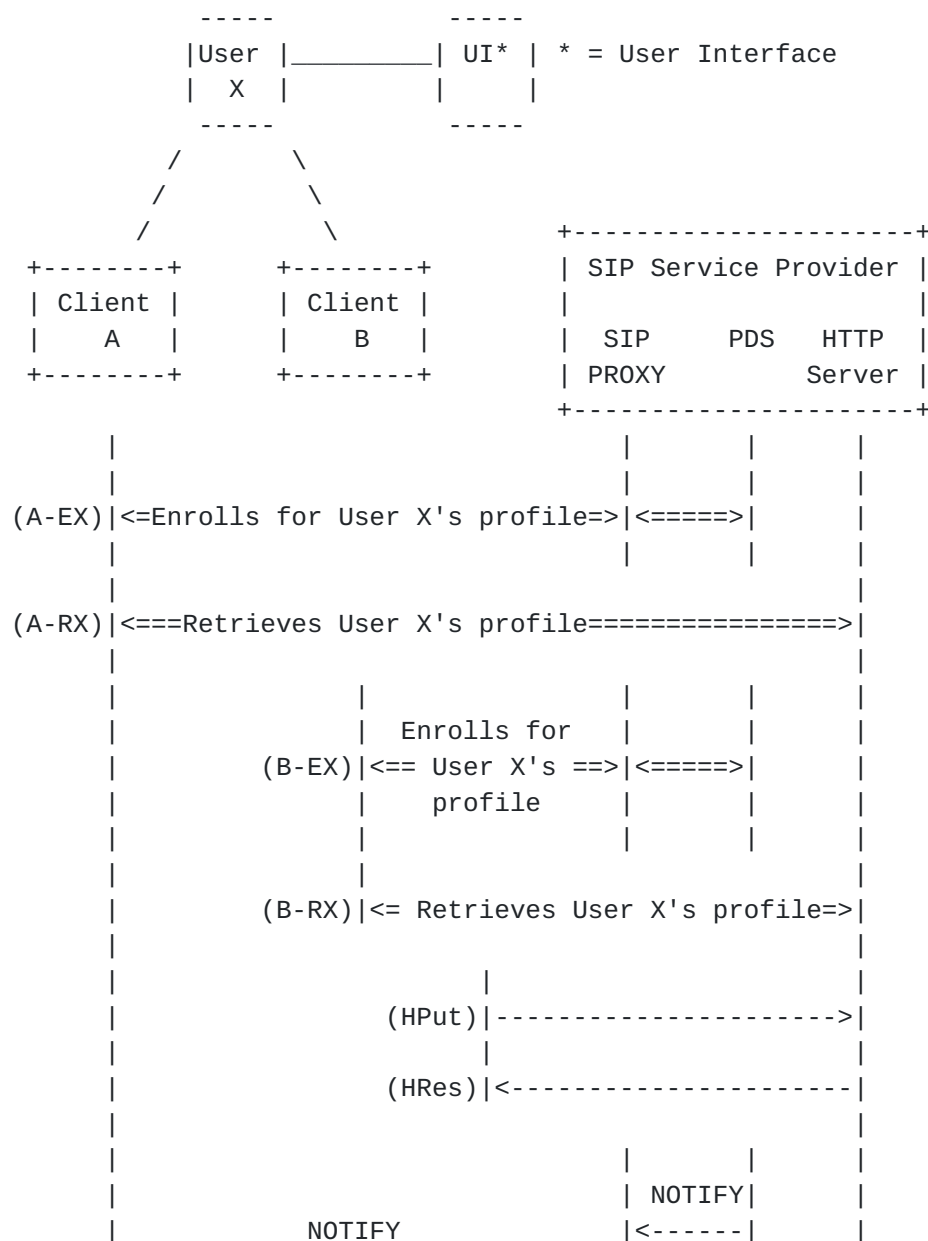 User UI* * = User Interface
X
SIP Service Provider
Client Client
A B SIP PDS HTTP
PROXY Server
(A-EX) <=Enrolls for User X's profile=> <=====>
(A-RX) <===Retrieves User X's profile================>
Enrolls for
(B-EX) <== User X's ==> <=====>
profile
(B-RX) <= Retrieves User X's profile=>
(HPut) ---------------------->
(HRes) <----------------------
NOTIFY
NOTIFY <------